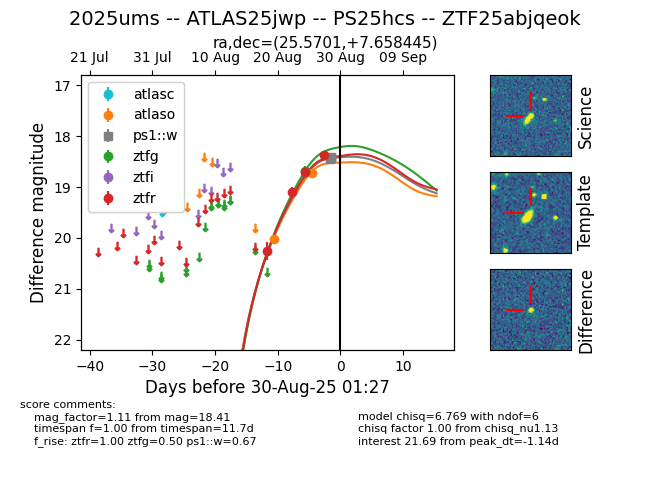 2025ums -- ATLAS25jwp -- PS25hcs -- ZTF25abjqeok
ra,dec=(25.5701,+7.658445)
21 Jul 31 Jul 10 Aug 20 Aug 30 Aug 09 Sep
17
18
19
20
21
22
Difference magnitude
atlasc
atlaso
ps1::w
ztfg
ztfi
ztfr
−40 −30 −20 −10 0 10
Days before 30-Aug-25 01:27
Science
Template
Difference
score comments:
mag_factor=1.11 from mag=18.41
timespan f=1.00 from timespan=11.7d
f_rise: ztfr=1.00 ztfg=0.50 ps1::w=0.67
model chisq=6.769 with ndof=6
chisq factor 1.00 from chisq_nu1.13
interest 21.69 from peak_dt=-1.14d